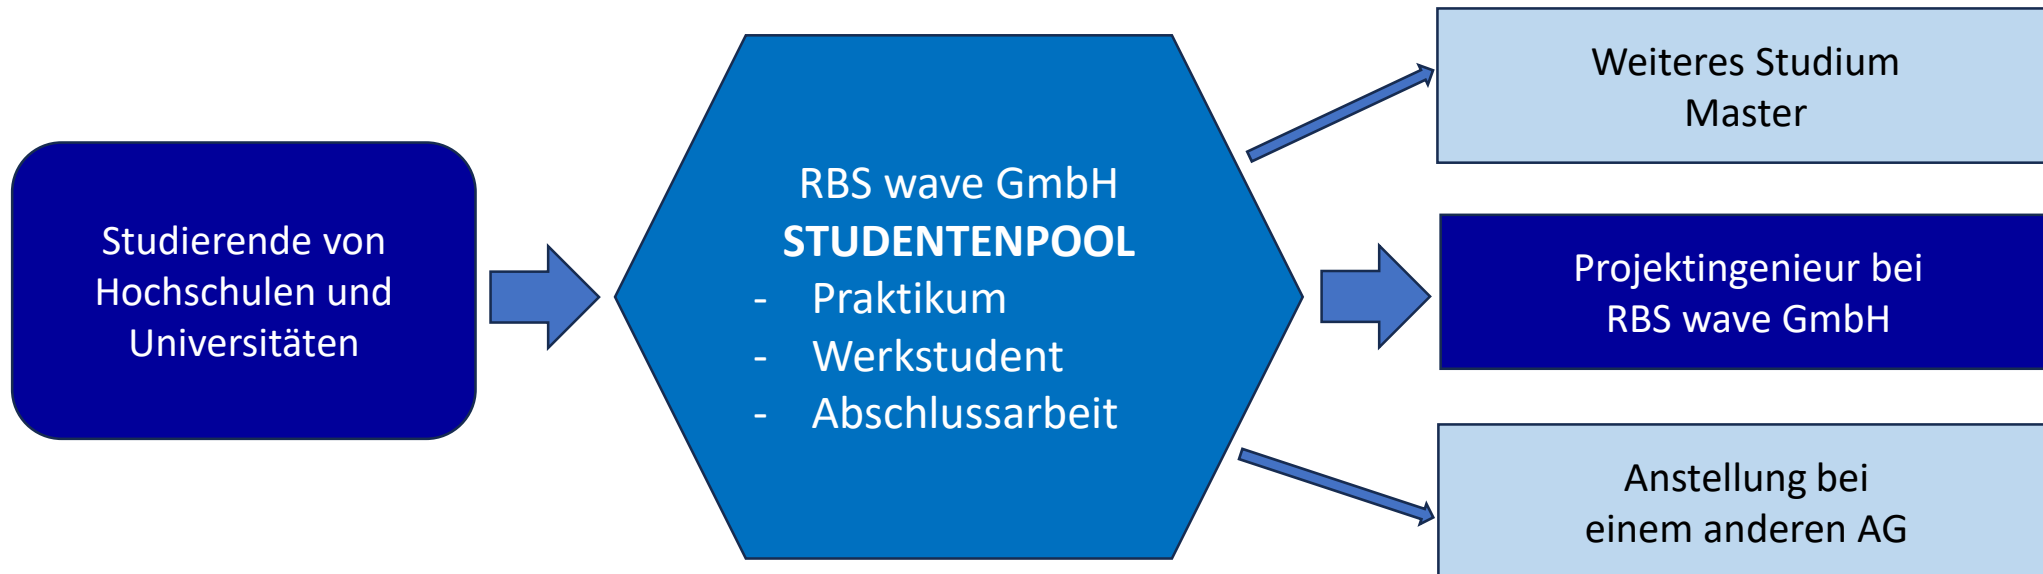 Studierende von
Hochschulen und
Universitäten
RBS wave GmbH
STUDENTENPOOL
- Praktikum
- Werkstudent
- Abschlussarbeit
Weiteres Studium
Master
Projektingenieur bei
RBS wave GmbH
Anstellung bei
einem anderen AG